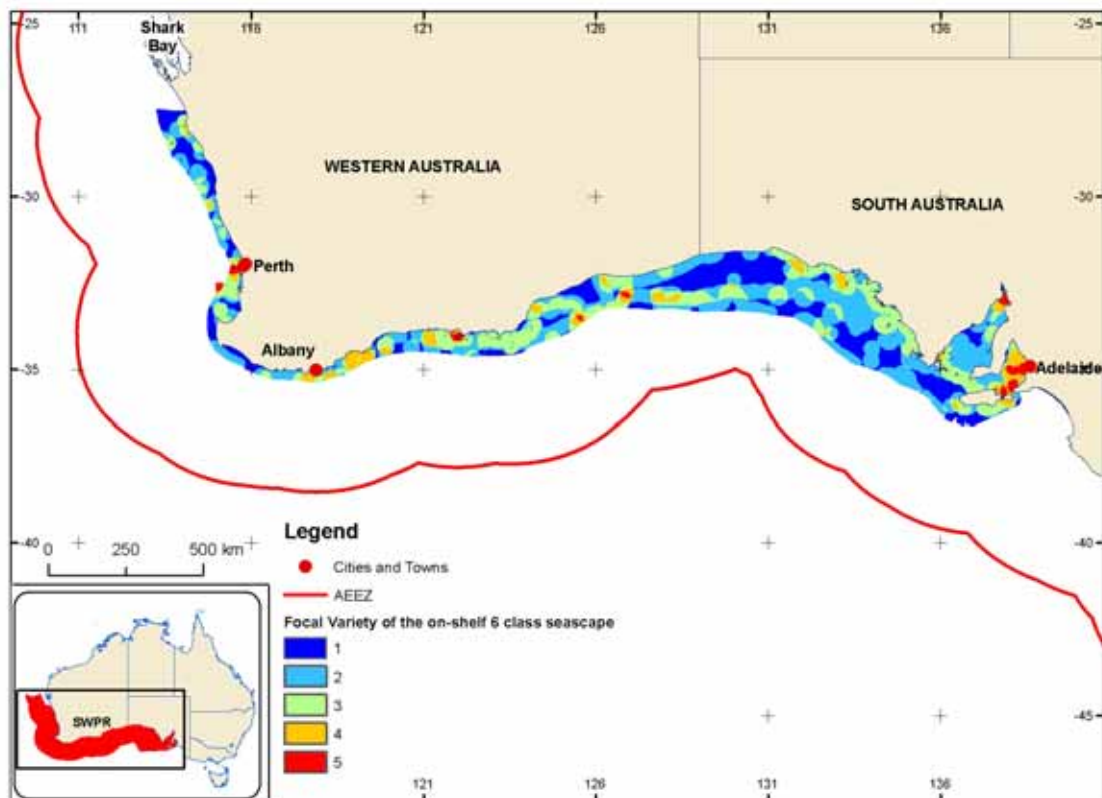 -25
111
116
121
126
131
136
-25
Shark
Bay
WESTERN AUSTRALIA
-30
-30
SOUTH AUSTRALIA
Perth
Albany
-35
Adelaide
-35
Legend
0 250 500 km
-40
-40
Cities and Towns
AEEZ
Focal Variety of the on-shelf 6 class seascape
1
2
3
4
5
SWPR
-45
121
126
131
136